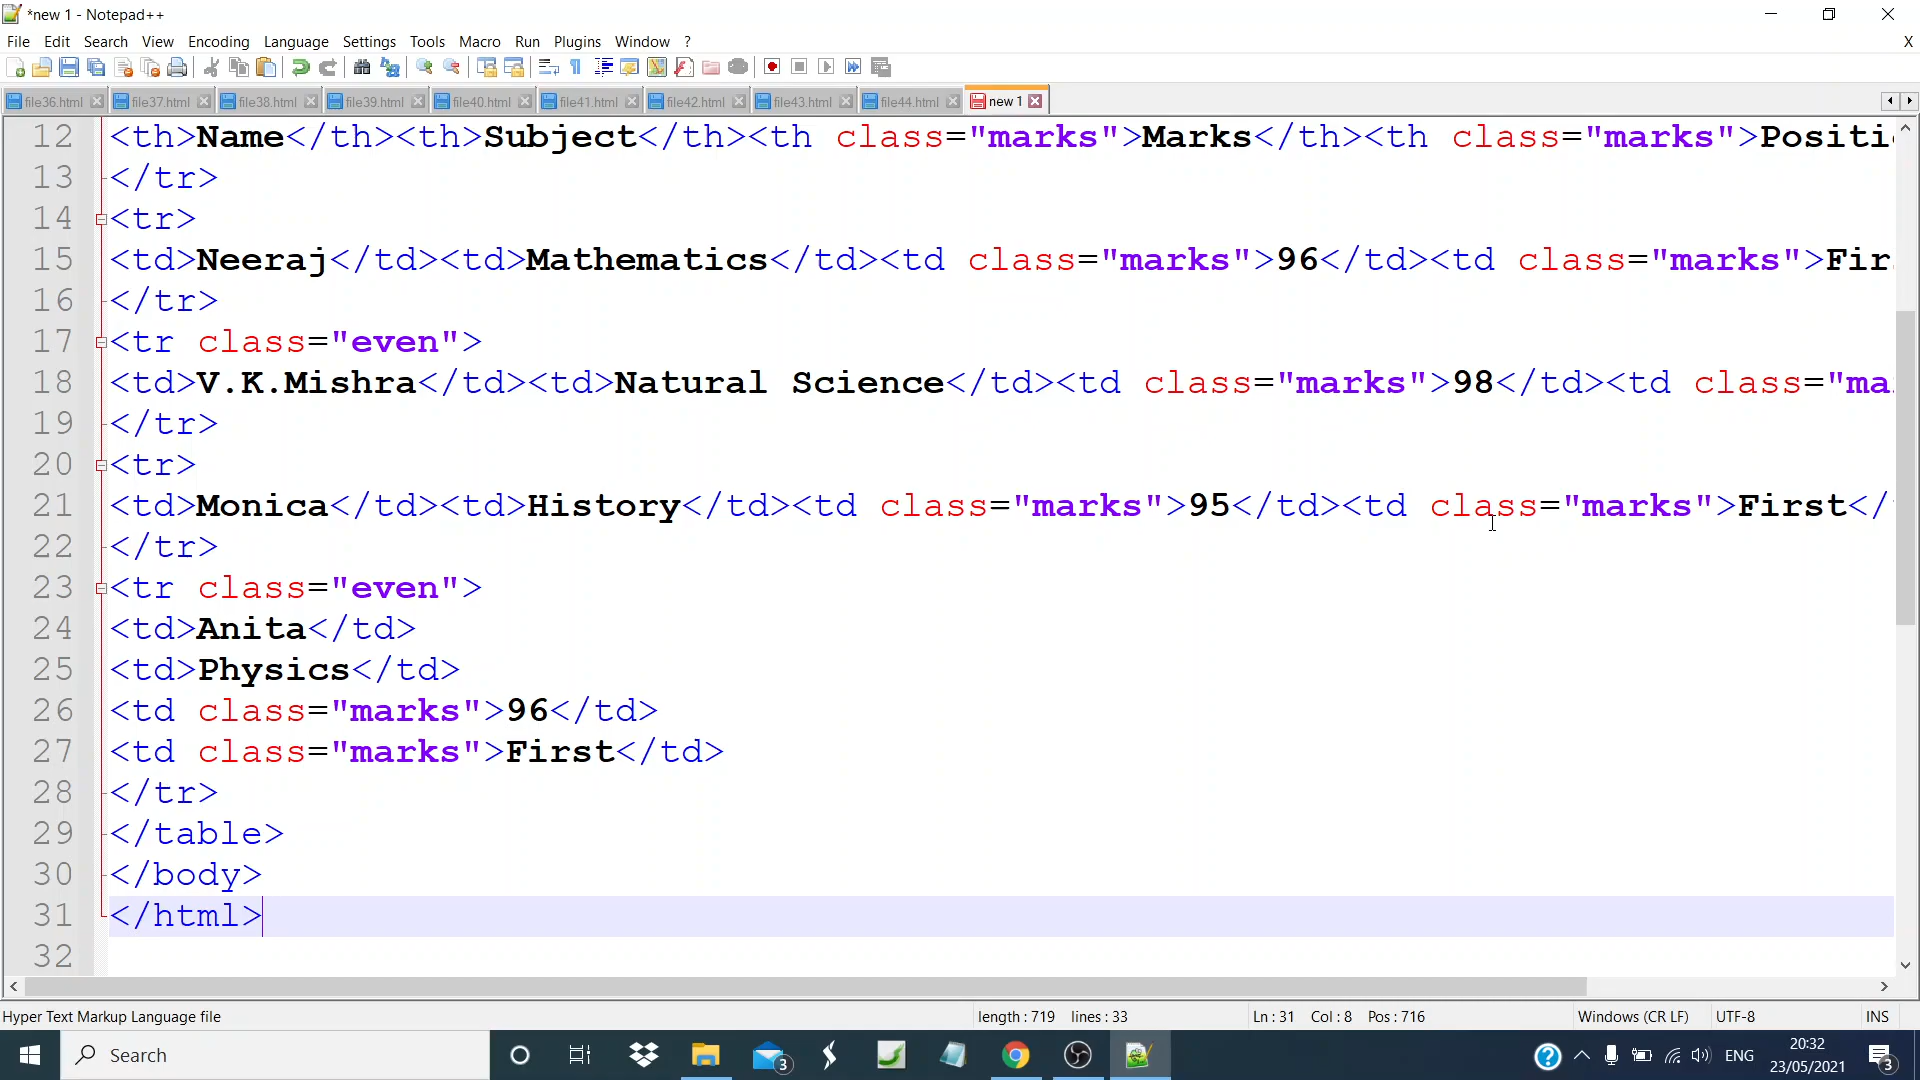 *new 1 - Notepad++
File Edit Search View Encoding Language Settings Tools Macro Run Plugins Window ? X
file36.html file37.html file38.html file39.html file40.html file41.html file42.html file43.html file44.html new 1
12 <th>Name</th><th>Subject</th><th class="marks">Marks</th><th class="marks">Positi
13 </tr>
14 <tr>
15 <td>Neeraj</td><td>Mathematics</td><td class="marks">96</td><td class="marks">Fir
16 </tr>
17 <tr class="even">
18 <td>V.K.Mishra</td><td>Natural Science</td><td class="marks">98</td><td class="ma
19 </tr>
20 <tr>
21 <td>Monica</td><td>History</td><td class="marks">95</td><td class="marks">First</
22 </tr>
23 <tr class="even">
24 <td>Anita</td>
25 <td>Physics</td>
26 <td class="marks">96</td>
27 <td class="marks">First</td>
28 </tr>
29 </table>
30 </body>
31 </html>
32
Hyper Text Markup Language file length : 719 lines : 33 Ln : 31 Col : 8 Pos : 716 Windows (CR LF) UTF-8 INS
Search 3 ENG 20:32 3
23/05/2021